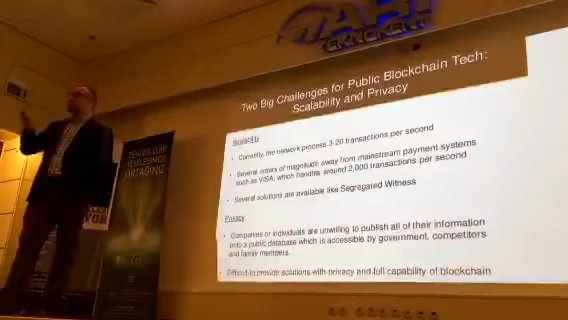 ARI
TEKNOKENT
Two Big Challenges for Public Blockchain Tech:
Scalability and Privacy
Scalability
• Currently, the network process 3-20 transactions per second
• Several orders of magnitude away from mainstream payment systems
such as VISA, which handles around 2,000 transactions per second
• Several solutions are available like Segregated Witness
Privacy
• Companies or individuals are unwilling to publish all of their information
onto a public database which is accessible by government, competitors
and family members.
• Difficult to provide solutions with privacy and full capability of blockchain